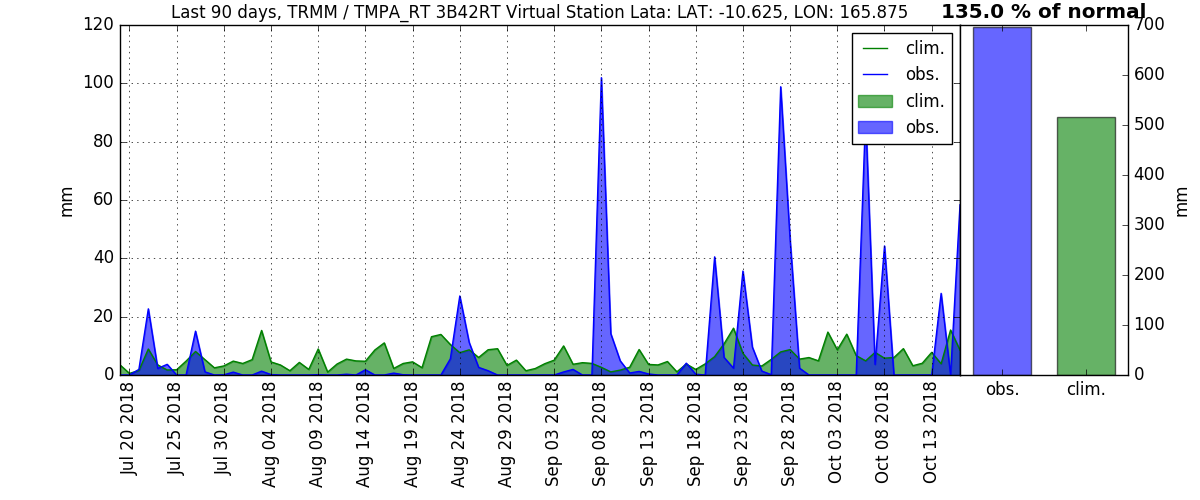 Last 90 days, TRMM / TMPA_RT 3B42RT Virtual Station Lata: LAT: -10.625, LON: 165.875
135.0 % of normal
120
100
80
60
40
20
0
mm
clim.
obs.
clim.
obs.
700
600
500
400
300
200
100
0
mm
obs.
clim.
Jul 20 2018
Jul 25 2018
Jul 30 2018
Aug 04 2018
Aug 09 2018
Aug 14 2018
Aug 19 2018
Aug 24 2018
Aug 29 2018
Sep 03 2018
Sep 08 2018
Sep 13 2018
Sep 18 2018
Sep 23 2018
Sep 28 2018
Oct 03 2018
Oct 08 2018
Oct 13 2018